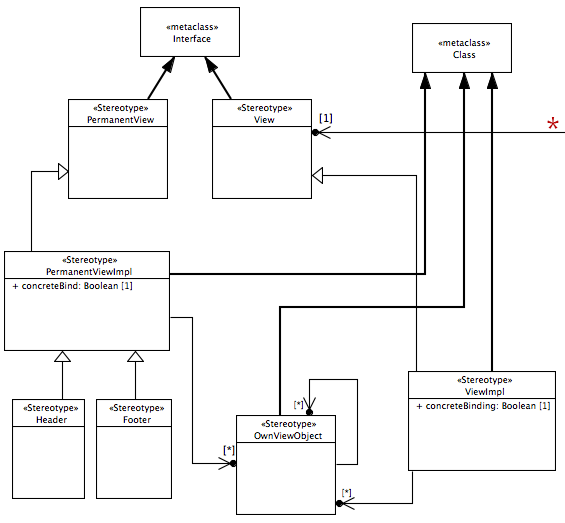 «metaclass»
Interface
«metaclass»
Class
«Stereotype»
PermanentView
«Stereotype»
View
[1]
*
«Stereotype»
PermanentViewImpl
+ concreteBind: Boolean [1]
«Stereotype»
ViewImpl
+ concreteBinding: Boolean [1]
«Stereotype»
Header
«Stereotype»
Footer
[*]
«Stereotype»
OwnViewObject
[*]
[*]